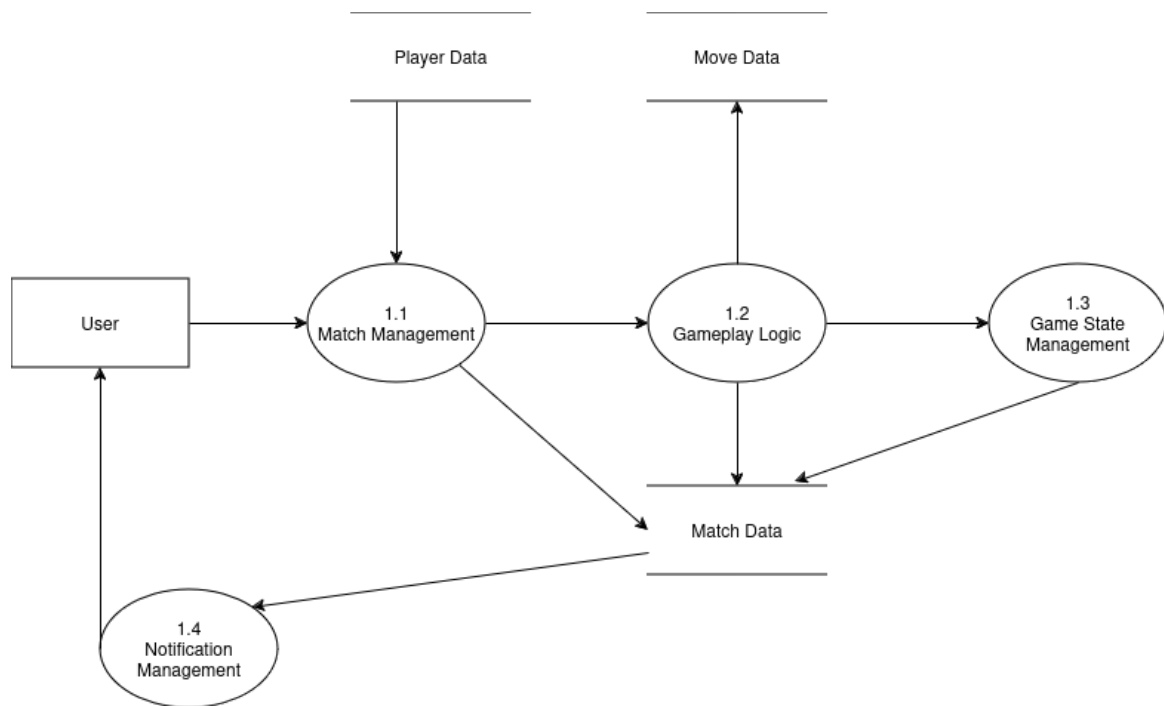 Player Data
Move Data
User
1.1
Match Management
1.2
Gameplay Logic
1.3
Game State
Management
Match Data
1.4
Notification
Management